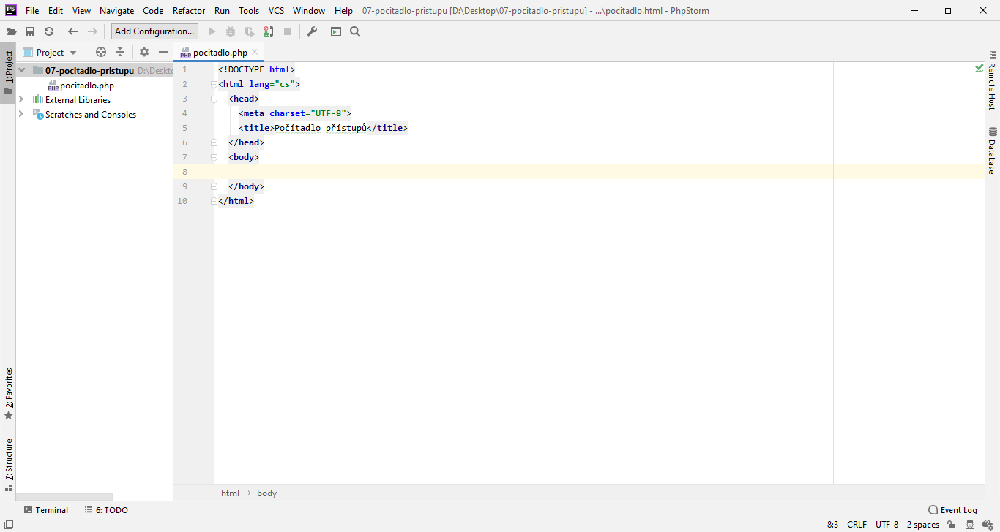 PS File Edit View Navigate Code Refactor Run Tools VCS Window Help 07-pocitadlo-pristupu [D:\Desktop\07-pocitadlo-pristupu] - ...\pocitadlo.html - PhpStorm
Add Configuration...
1: Project
Project
PHP pocitadlo.php
07-pocitadlo-pristupu D:\Deskto
PHP pocitadlo.php
External Libraries
Scratches and Consoles
1 <!DOCTYPE html>
2 <html lang="cs">
3 <head>
4 <meta charset="UTF-8">
5 <title>Počítadlo přístupů</title>
6 </head>
7 <body>
8
9 </body>
10 </html>
Remote Host
Database
2: Favorites
7: Structure
html › body
Terminal 6: TODO Event Log
8:3 CRLF UTF-8 2 spaces